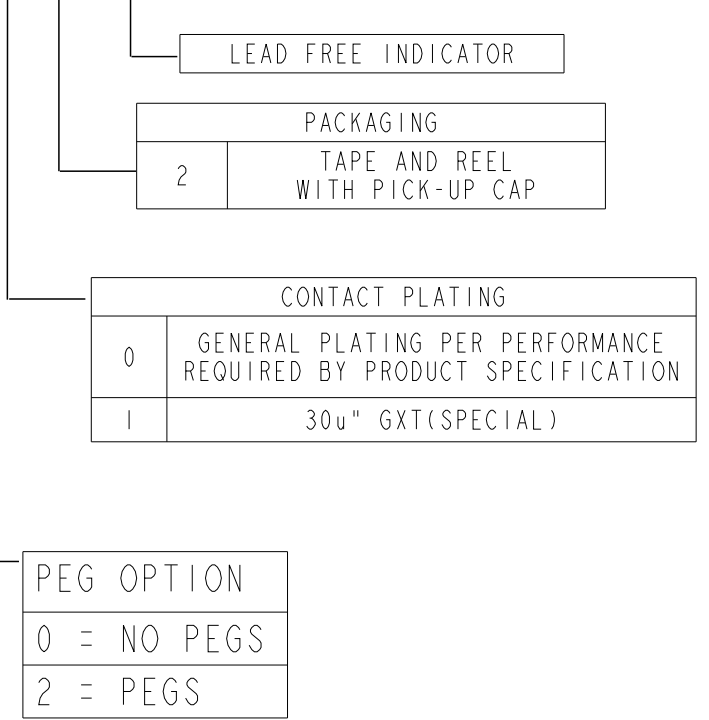 LEAD FREE INDICATOR
PACKAGING
2
TAPE AND REEL
WITH PICK-UP CAP
CONTACT PLATING
0
GENERAL PLATING PER PERFORMANCE
REQUIRED BY PRODUCT SPECIFICATION
1
30u" GXT(SPECIAL)
PEG OPTION
0 = NO PEGS
2 = PEGS